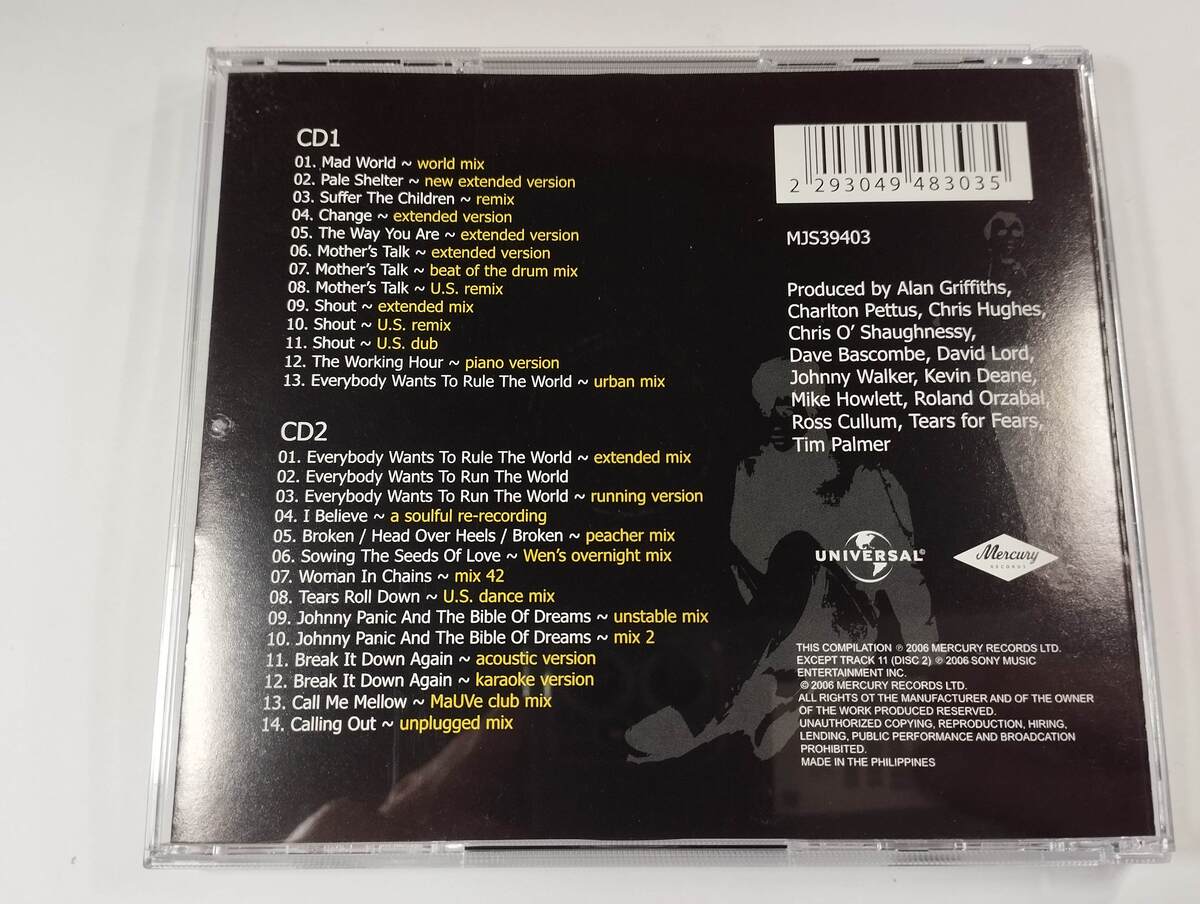 CD1
01. Mad World ~ world mix
02. Pale Shelter ~ new extended version
03. Suffer The Children ~ remix
04. Change ~ extended version
05. The Way You Are ~ extended version
06. Mother's Talk ~ extended version
07. Mother's Talk ~ beat of the drum mix
08. Mother's Talk ~ U.S. remix
09. Shout ~ extended mix
10. Shout ~ U.S. remix
11. Shout ~ U.S. dub
12. The Working Hour ~ piano version
13. Everybody Wants To Rule The World ~ urban mix
CD2
01. Everybody Wants To Rule The World ~ extended mix
02. Everybody Wants To Run The World
03. Everybody Wants To Run The World ~ running version
04. I Believe ~ a soulful re-recording
05. Broken / Head Over Heels / Broken ~ peacher mix
06. Sowing The Seeds Of Love ~ Wen's overnight mix
07. Woman In Chains ~ mix 42
08. Tears Roll Down ~ U.S. dance mix
09. Johnny Panic And The Bible Of Dreams ~ unstable mix
10. Johnny Panic And The Bible Of Dreams ~ mix 2
11. Break It Down Again ~ acoustic version
12. Break It Down Again ~ karaoke version
13. Call Me Mellow ~ MaUVe club mix
14. Calling Out ~ unplugged mix
2 293049 483035
MJS39403
Produced by Alan Griffiths,
Charlton Pettus, Chris Hughes,
Chris O' Shaughnessy,
Dave Bascombe, David Lord,
Johnny Walker, Kevin Deane,
Mike Howlett, Roland Orzabal,
Ross Cullum, Tears for Fears,
Tim Palmer
UNIVERSAL®
Mercury
RECORDS
THIS COMPILATION ℗ 2006 MERCURY RECORDS LTD.
EXCEPT TRACK 11 (DISC 2) ℗ 2006 SONY MUSIC
ENTERTAINMENT INC.
© 2006 MERCURY RECORDS LTD.
ALL RIGHTS OT THE MANUFACTURER AND OF THE OWNER
OF THE WORK PRODUCED RESERVED.
UNAUTHORIZED COPYING, REPRODUCTION, HIRING,
LENDING, PUBLIC PERFORMANCE AND BROADCATION
PROHIBITED.
MADE IN THE PHILIPPINES